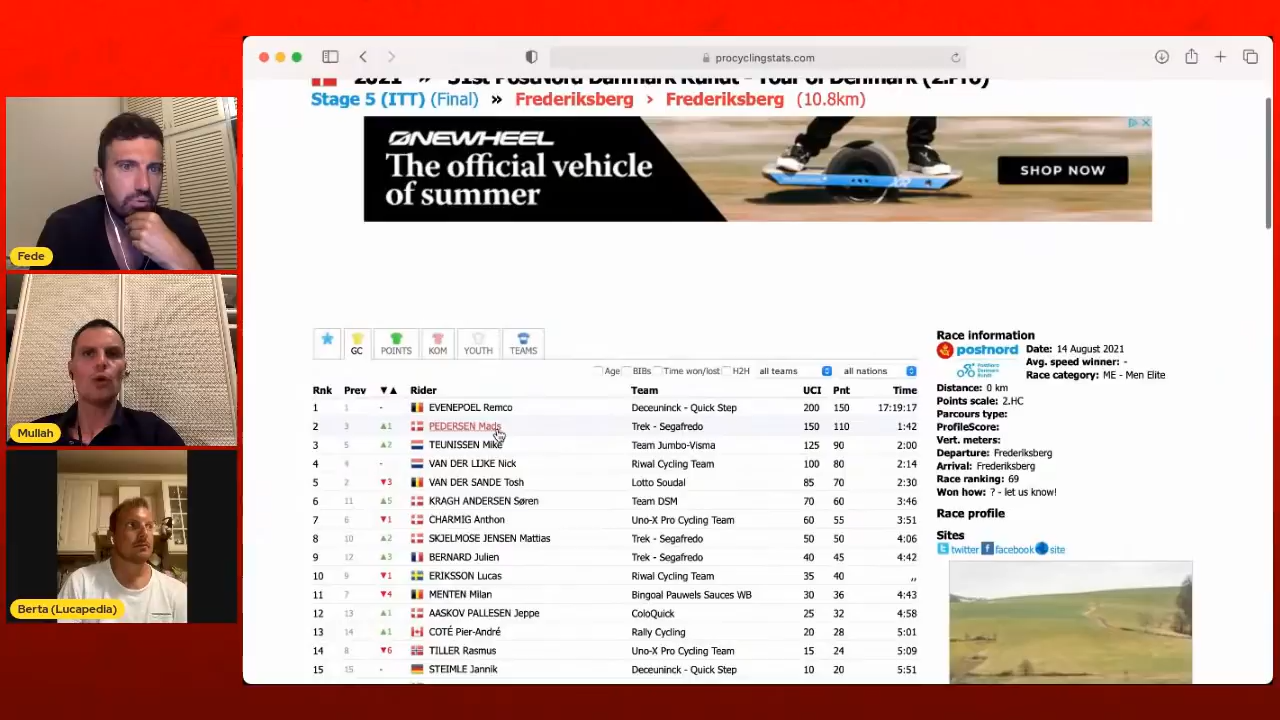 procyclingstats.com
2021 » 31st PostNord Danmark Rundt - Tour of Denmark (2.Pro)
Stage 5 (ITT) (Final) » Frederiksberg › Frederiksberg (10.8km)
ONEWHEEL
The official vehicle
of summer
SHOP NOW
Fede
Mullah
Berta (Lucapedia)
GC POINTS KOM YOUTH TEAMS
Age BIBs Time won/lost H2H all teams all nations
Rnk Prev ▼▲ Rider Team UCI Pnt Time
1 1 - EVENEPOEL Remco Deceuninck - Quick Step 200 150 17:19:17
2 3 ▲1 PEDERSEN Mads Trek - Segafredo 150 110 1:42
3 5 ▲2 TEUNISSEN Mike Team Jumbo-Visma 125 90 2:00
4 4 - VAN DER LIJKE Nick Riwal Cycling Team 100 80 2:14
5 2 ▼3 VAN DER SANDE Tosh Lotto Soudal 85 70 2:30
6 11 ▲5 KRAGH ANDERSEN Søren Team DSM 70 60 3:46
7 6 ▼1 CHARMIG Anthon Uno-X Pro Cycling Team 60 55 3:51
8 10 ▲2 SKJELMOSE JENSEN Mattias Trek - Segafredo 50 50 4:06
9 12 ▲3 BERNARD Julien Trek - Segafredo 40 45 4:42
10 9 ▼1 ERIKSSON Lucas Riwal Cycling Team 35 40 ,,
11 7 ▼4 MENTEN Milan Bingoal Pauwels Sauces WB 30 36 4:43
12 13 ▲1 AASKOV PALLESEN Jeppe ColoQuick 25 32 4:58
13 14 ▲1 COTÉ Pier-André Rally Cycling 20 28 5:01
14 8 ▼6 TILLER Rasmus Uno-X Pro Cycling Team 15 24 5:09
15 15 - STEIMLE Jannik Deceuninck - Quick Step 10 20 5:51
Race information
postnord
Date: 14 August 2021
Avg. speed winner: -
Race category: ME - Men Elite
Distance: 0 km
Points scale: 2.HC
Parcours type:
ProfileScore:
Vert. meters:
Departure: Frederiksberg
Arrival: Frederiksberg
Race ranking: 69
Won how: ? - let us know!
Race profile
Sites
twitter facebook site